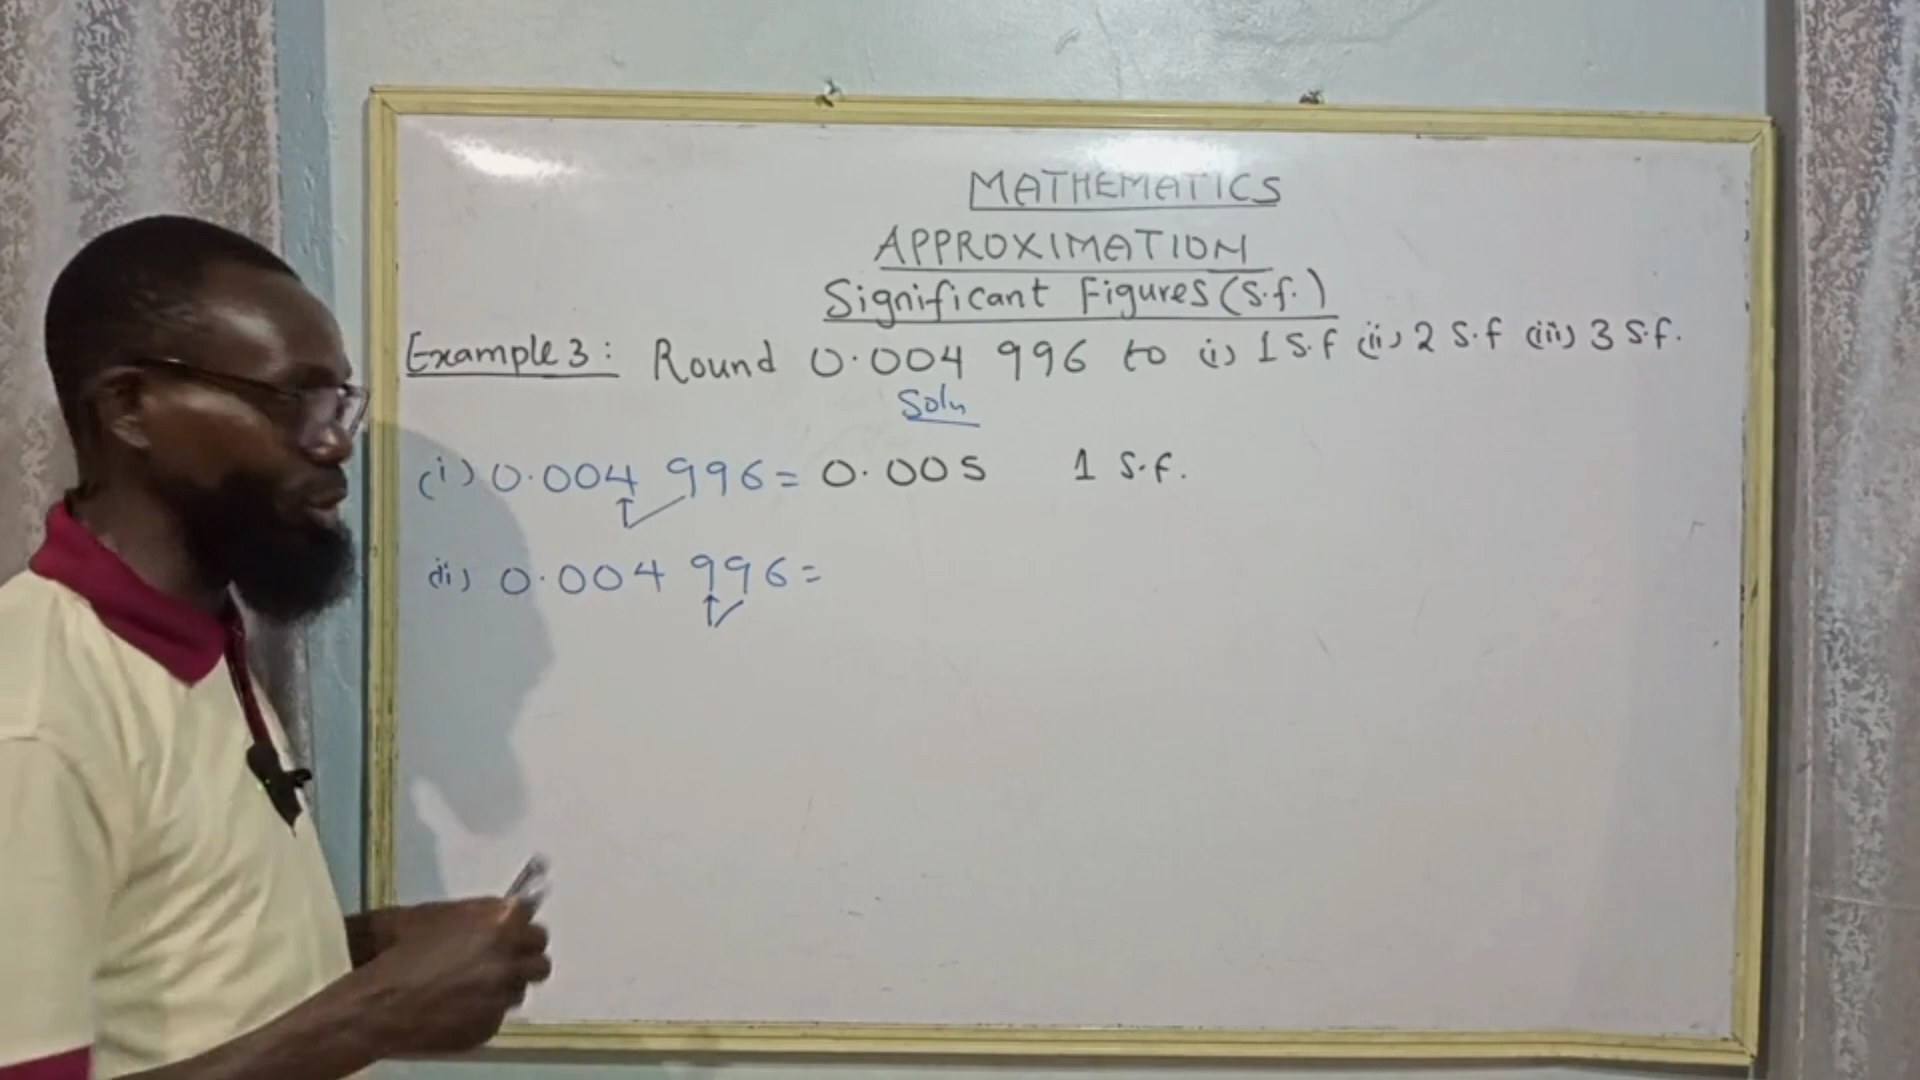 MATHEMATICS
APPROXIMATION
Significant Figures (S.f.)
Example 3: Round 0.004 996 to (i) 1 S.f (ii) 2 S.f (iii) 3 S.f.
Soln
(i) 0.004 996 = 0.005 1 S.f.
(ii) 0.004 996 =